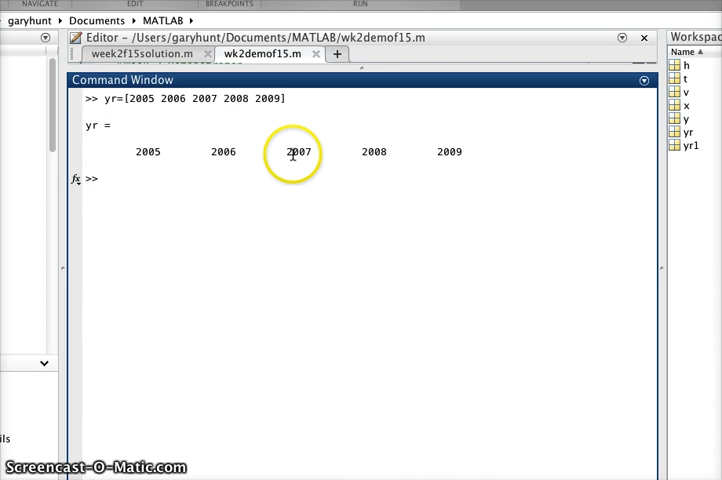 NAVIGATE EDIT BREAKPOINTS RUN
garyhunt ▸ Documents ▸ MATLAB ▸
Editor – /Users/garyhunt/Documents/MATLAB/wk2demof15.m
week2f15solution.m × wk2demof15.m × +
Command Window
>> yr=[2005 2006 2007 2008 2009]
yr =
2005 2006 2007 2008 2009
fx >>
Workspac
Name ▲
h
t
v
x
y
yr
yr1
ils
Screencast-O-Matic.com